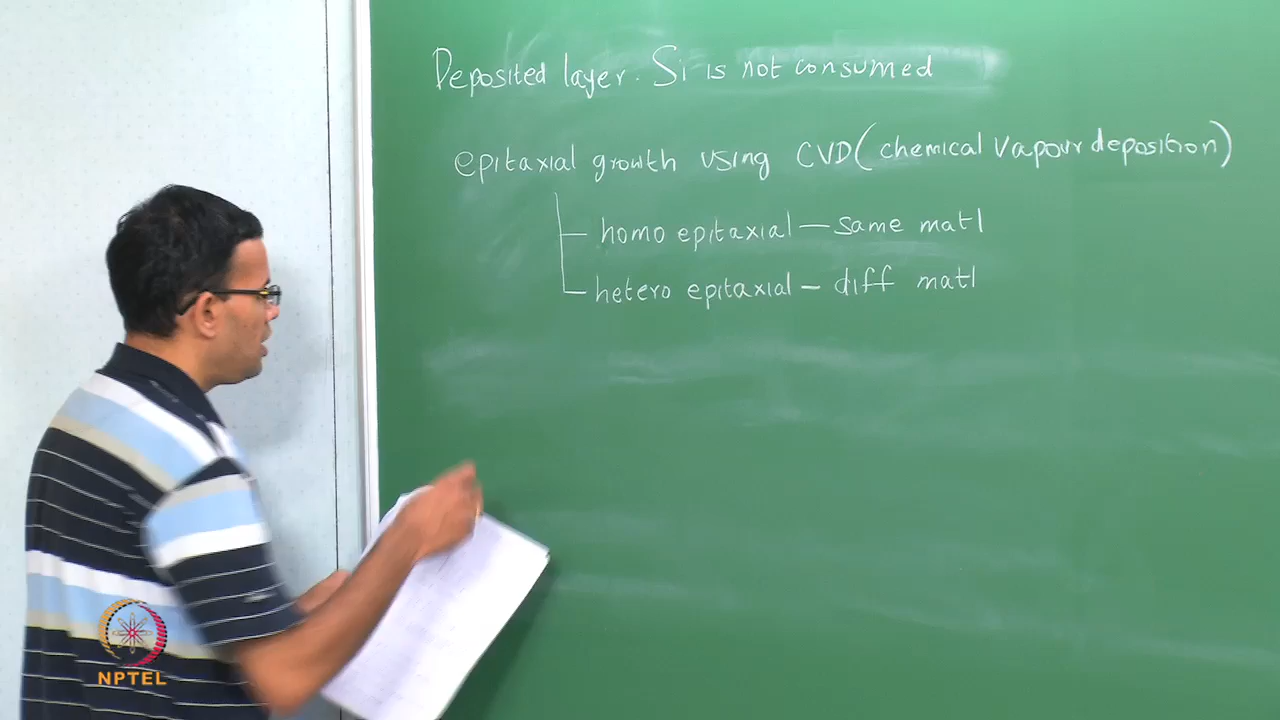 Deposited layer. Si is not consumed
epitaxial growth using CVD (chemical vapour deposition)
homo epitaxial - same matl
hetero epitaxial - diff matl
NPTEL